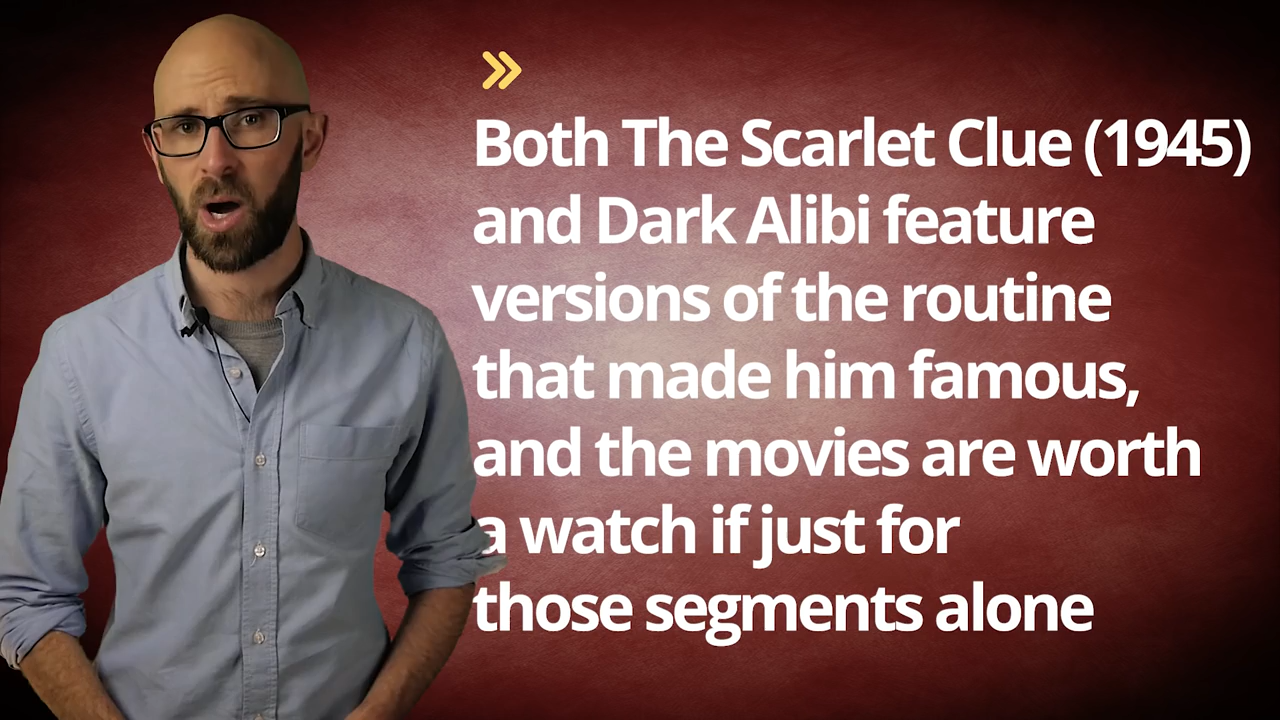 Both The Scarlet Clue (1945)
and Dark Alibi feature
versions of the routine
that made him famous,
and the movies are worth
a watch if just for
those segments alone